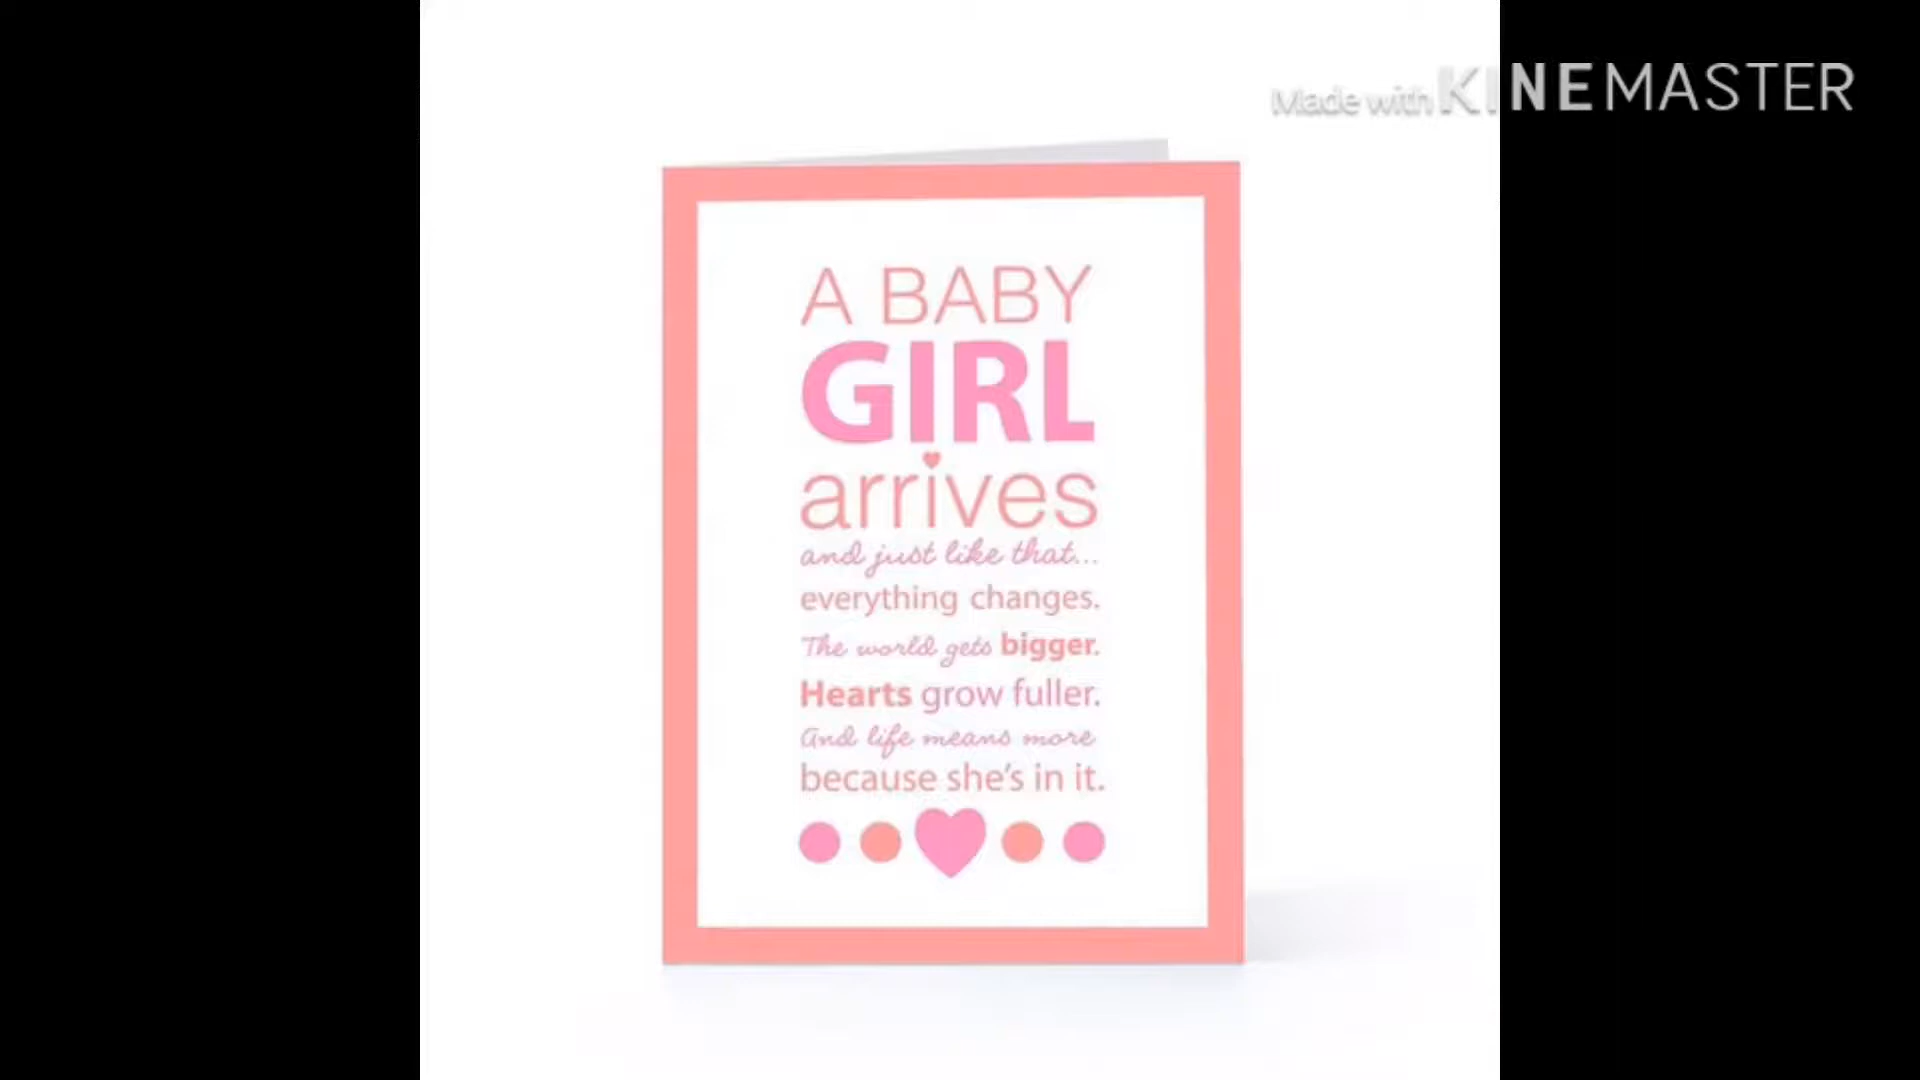 Made with KINEMASTER
A BABY
GIRL
arrives
and just like that...
everything changes.
The world gets bigger.
Hearts grow fuller.
And life means more
because she's in it.